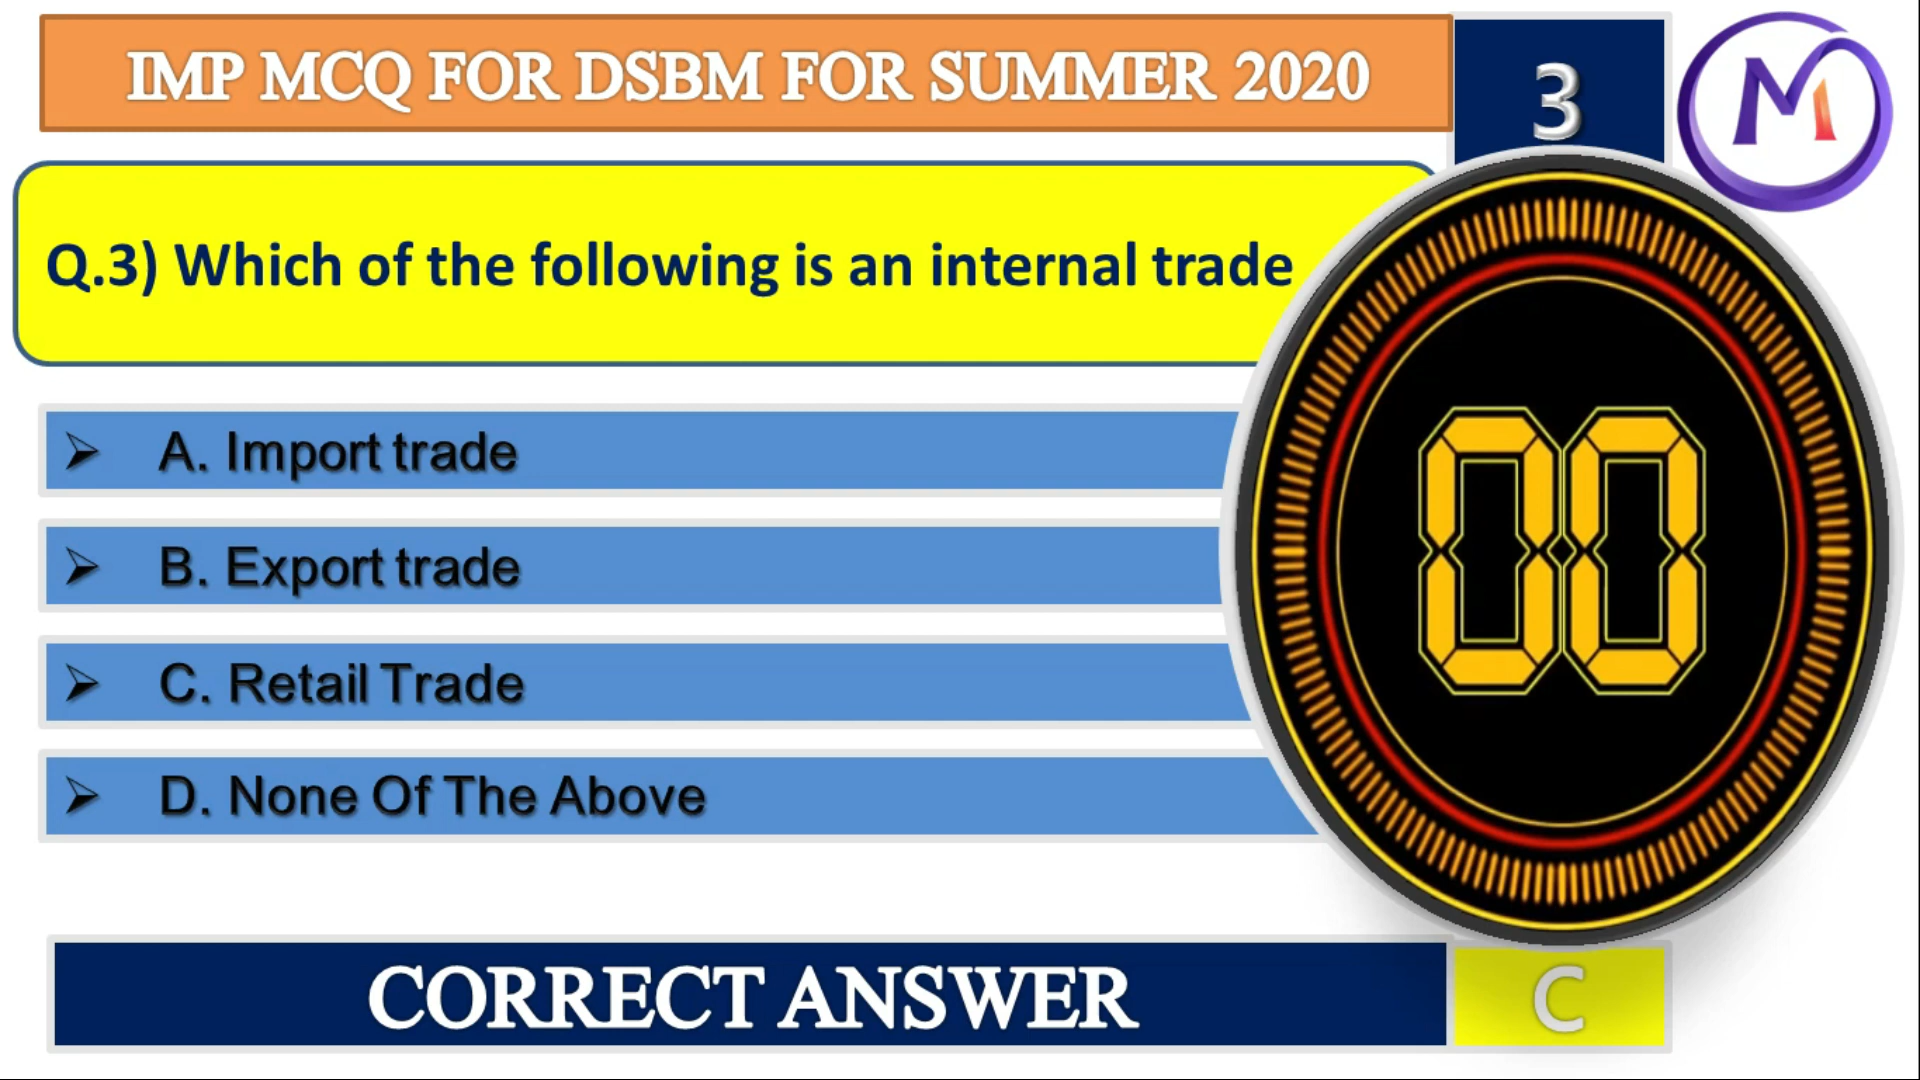 IMP MCQ FOR DSBM FOR SUMMER 2020
3
M
Q.3) Which of the following is an internal trade
➢ A. Import trade
➢ B. Export trade
➢ C. Retail Trade
➢ D. None Of The Above
00
CORRECT ANSWER
C